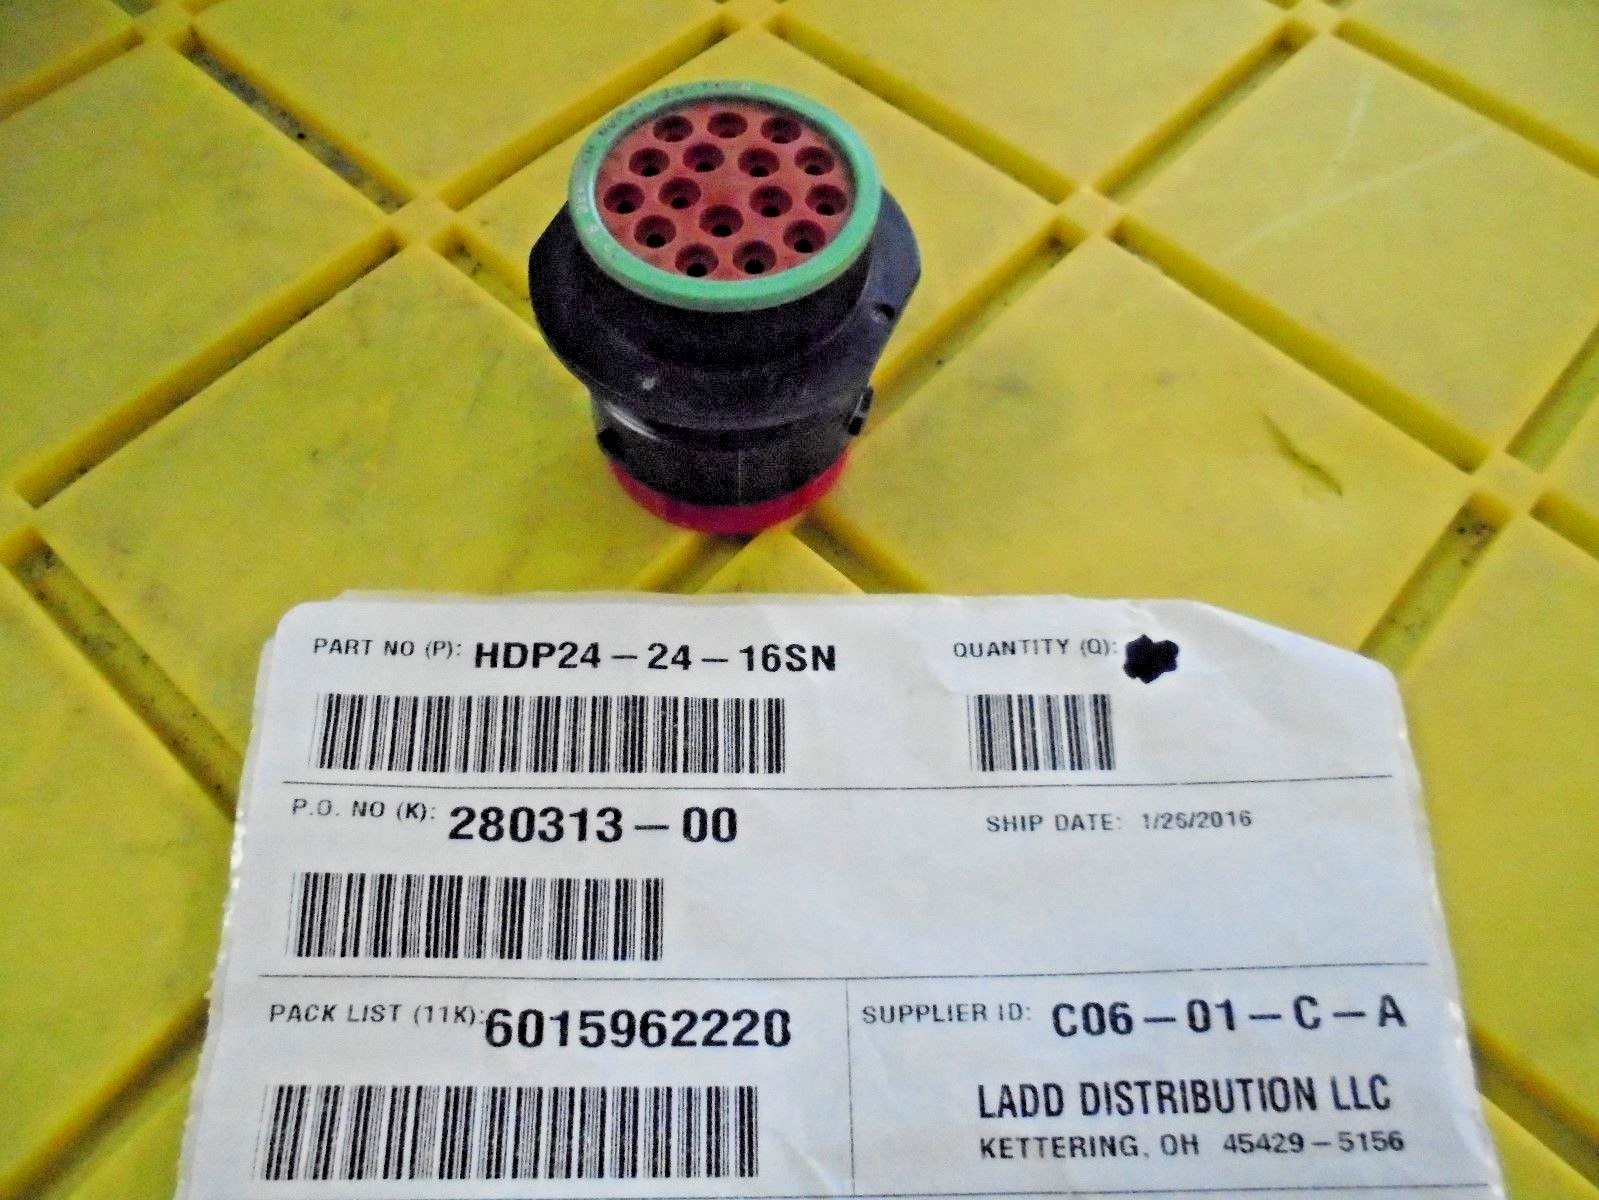 PART NO (P): HDP24-24-16SN
QUANTITY (Q):
P.O. NO (K): 280313-00
SHIP DATE: 1/25/2016
PACK LIST (11K): 6015962220
SUPPLIER ID: C06-01-C-A
LADD DISTRIBUTION LLC
KETTERING, OH 45429-5156